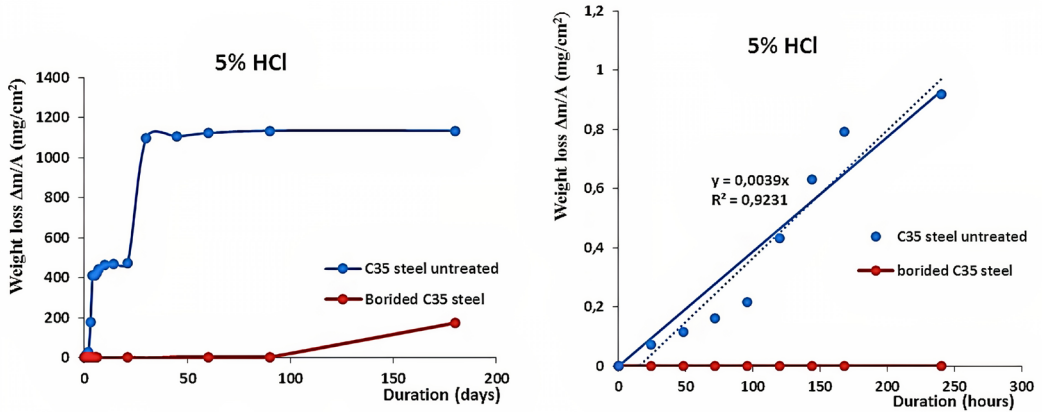 5% HCl
Weight loss Δm/A (mg/cm²)
1400
1200
1000
800
600
400
200
0
C35 steel untreated
Borided C35 steel
0
50
100
150
200
Duration (days)
5% HCl
Weight loss Δm/A (mg/cm²)
1,2
1
0,8
0,6
0,4
0,2
0
y = 0,0039x
R² = 0,9231
C35 steel untreated
borided C35 steel
0
50
100
150
200
250
300
Duration (hours)